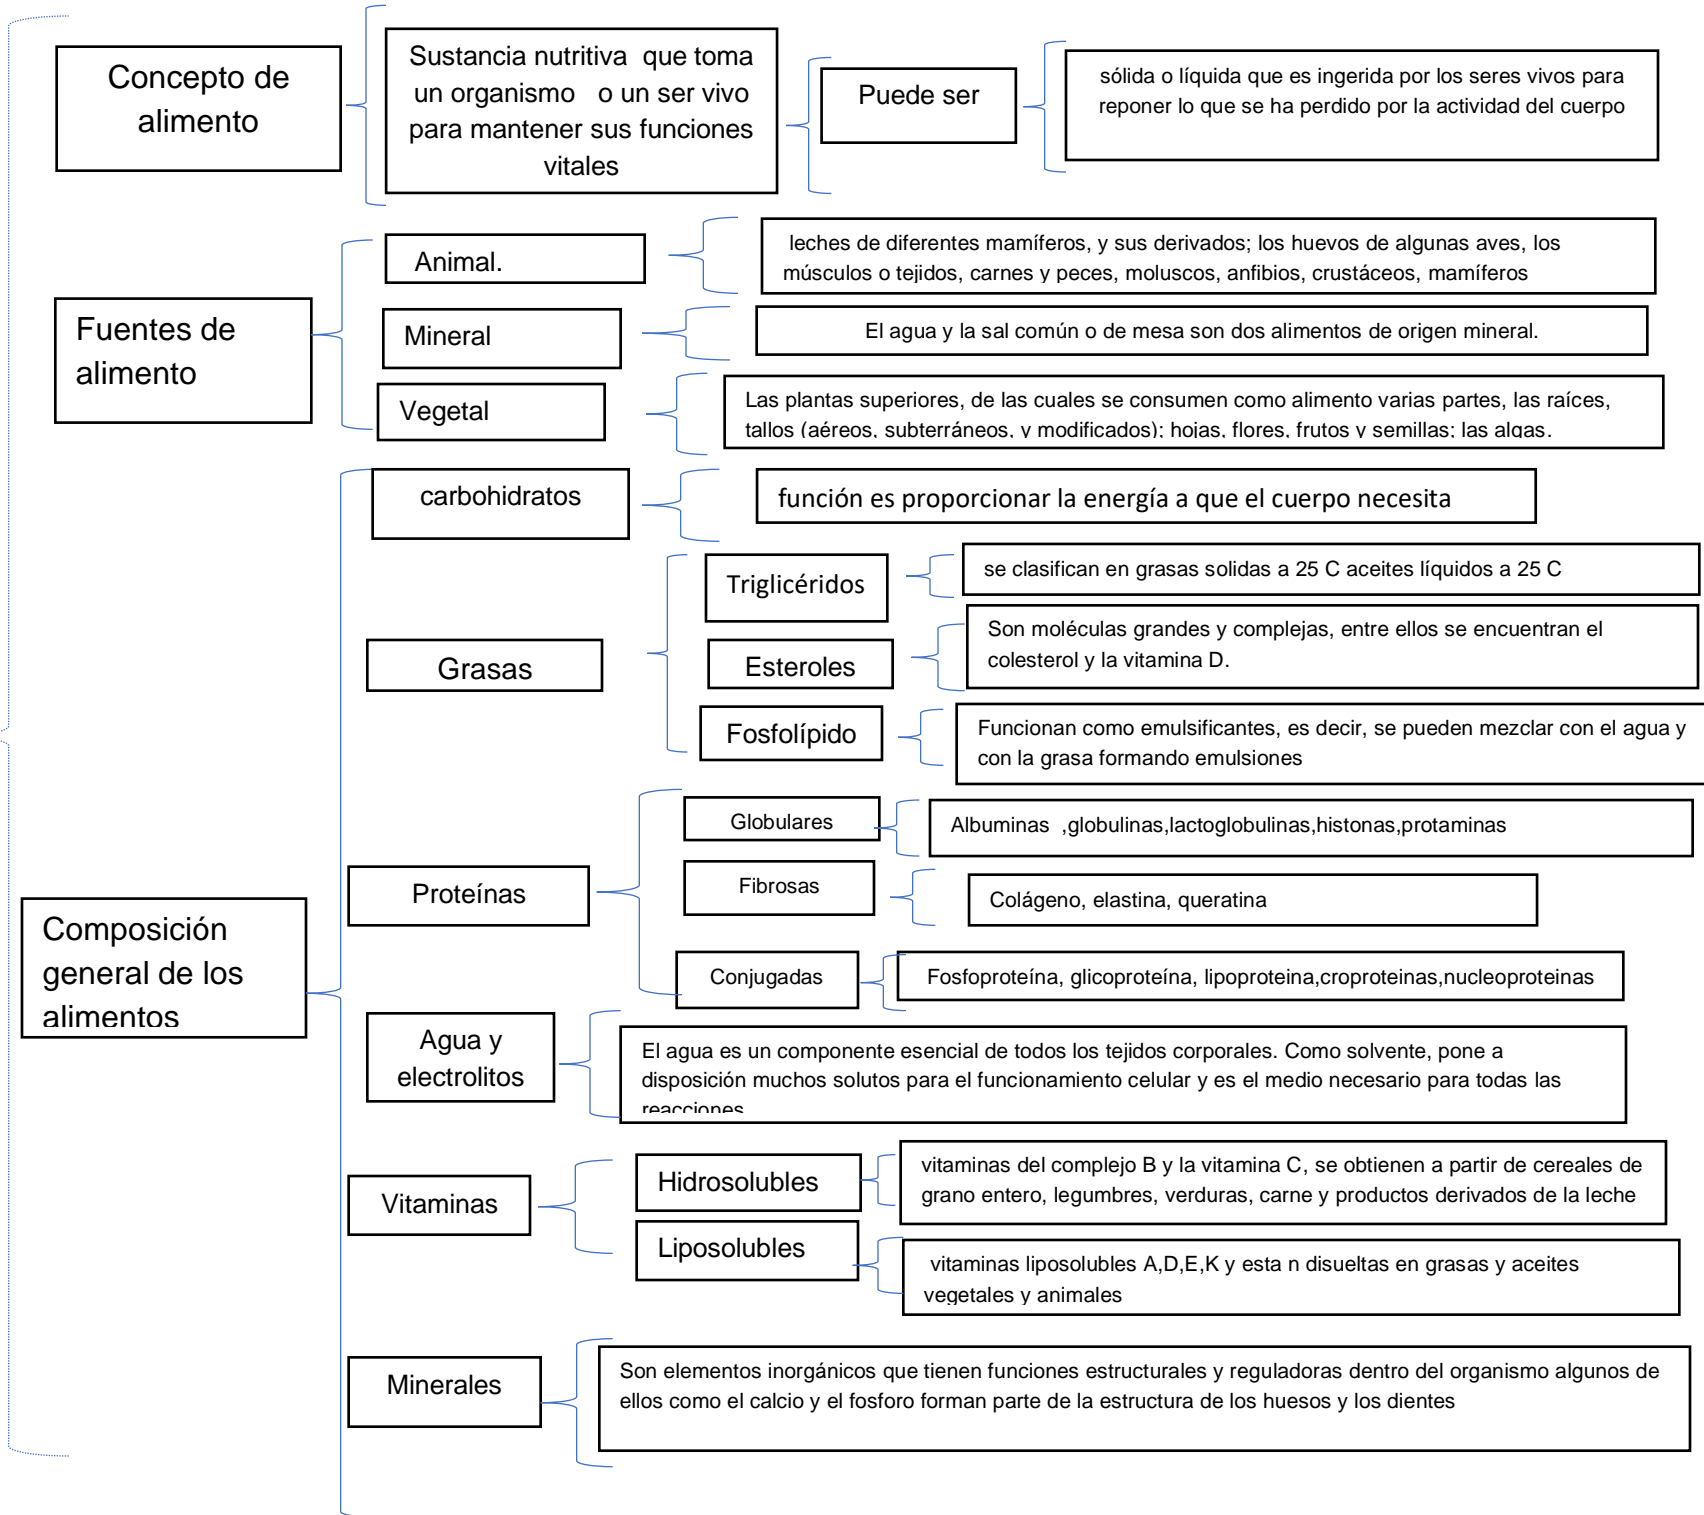 Concepto de
alimento
Sustancia nutritiva que toma
un organismo o un ser vivo
para mantener sus funciones
vitales
Puede ser
sólida o líquida que es ingerida por los seres vivos para
reponer lo que se ha perdido por la actividad del cuerpo
Fuentes de
alimento
Animal.
leches de diferentes mamíferos, y sus derivados; los huevos de algunas aves, los
músculos o tejidos, carnes y peces, moluscos, anfibios, crustáceos, mamíferos
Mineral
El agua y la sal común o de mesa son dos alimentos de origen mineral.
Vegetal
Las plantas superiores, de las cuales se consumen como alimento varias partes, las raíces,
tallos (aéreos, subterráneos, y modificados); hojas, flores, frutos y semillas; las algas.
Composición
general de los
alimentos
carbohidratos
función es proporcionar la energía a que el cuerpo necesita
Grasas
Triglicéridos
se clasifican en grasas solidas a 25 C aceites líquidos a 25 C
Esteroles
Son moléculas grandes y complejas, entre ellos se encuentran el
colesterol y la vitamina D.
Fosfolípido
Funcionan como emulsificantes, es decir, se pueden mezclar con el agua y
con la grasa formando emulsiones
Proteínas
Globulares
Albuminas ,globulinas,lactoglobulinas,histonas,protaminas
Fibrosas
Colágeno, elastina, queratina
Conjugadas
Fosfoproteína, glicoproteína, lipoproteina,croproteinas,nucleoproteinas
Agua y
electrolitos
El agua es un componente esencial de todos los tejidos corporales. Como solvente, pone a
disposición muchos solutos para el funcionamiento celular y es el medio necesario para todas las
reacciones
Vitaminas
Hidrosolubles
vitaminas del complejo B y la vitamina C, se obtienen a partir de cereales de
grano entero, legumbres, verduras, carne y productos derivados de la leche
Liposolubles
vitaminas liposolubles A,D,E,K y esta n disueltas en grasas y aceites
vegetales y animales
Minerales
Son elementos inorgánicos que tienen funciones estructurales y reguladoras dentro del organismo algunos de
ellos como el calcio y el fosforo forman parte de la estructura de los huesos y los dientes